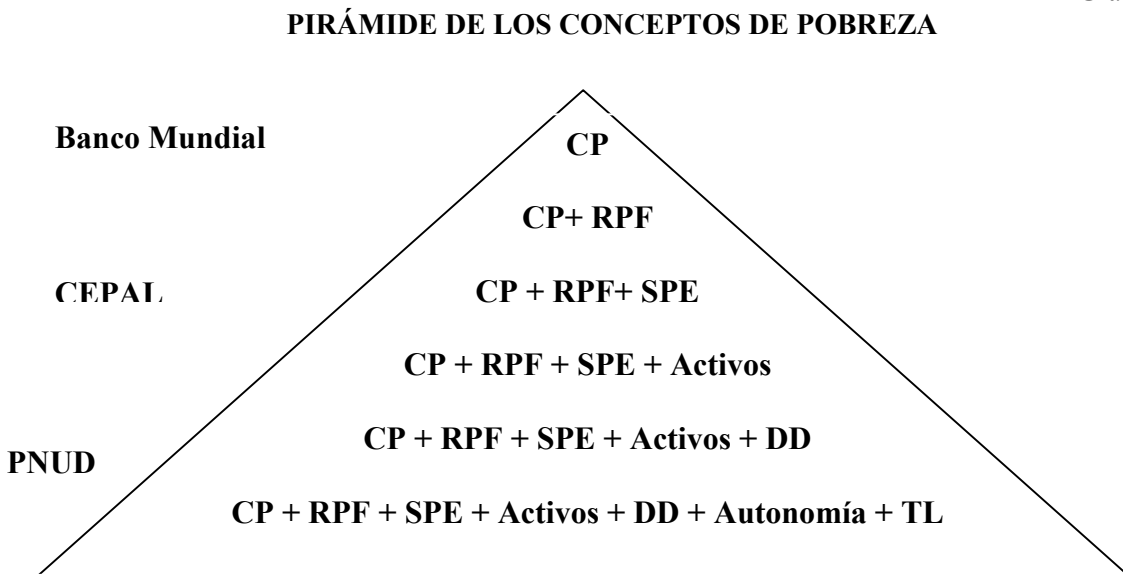 PIRÁMIDE DE LOS CONCEPTOS DE POBREZA
Banco Mundial
CP
CP+ RPF
CEPAL
CP + RPF+ SPE
CP + RPF + SPE + Activos
CP + RPF + SPE + Activos + DD
PNUD
CP + RPF + SPE + Activos + DD + Autonomía + TL